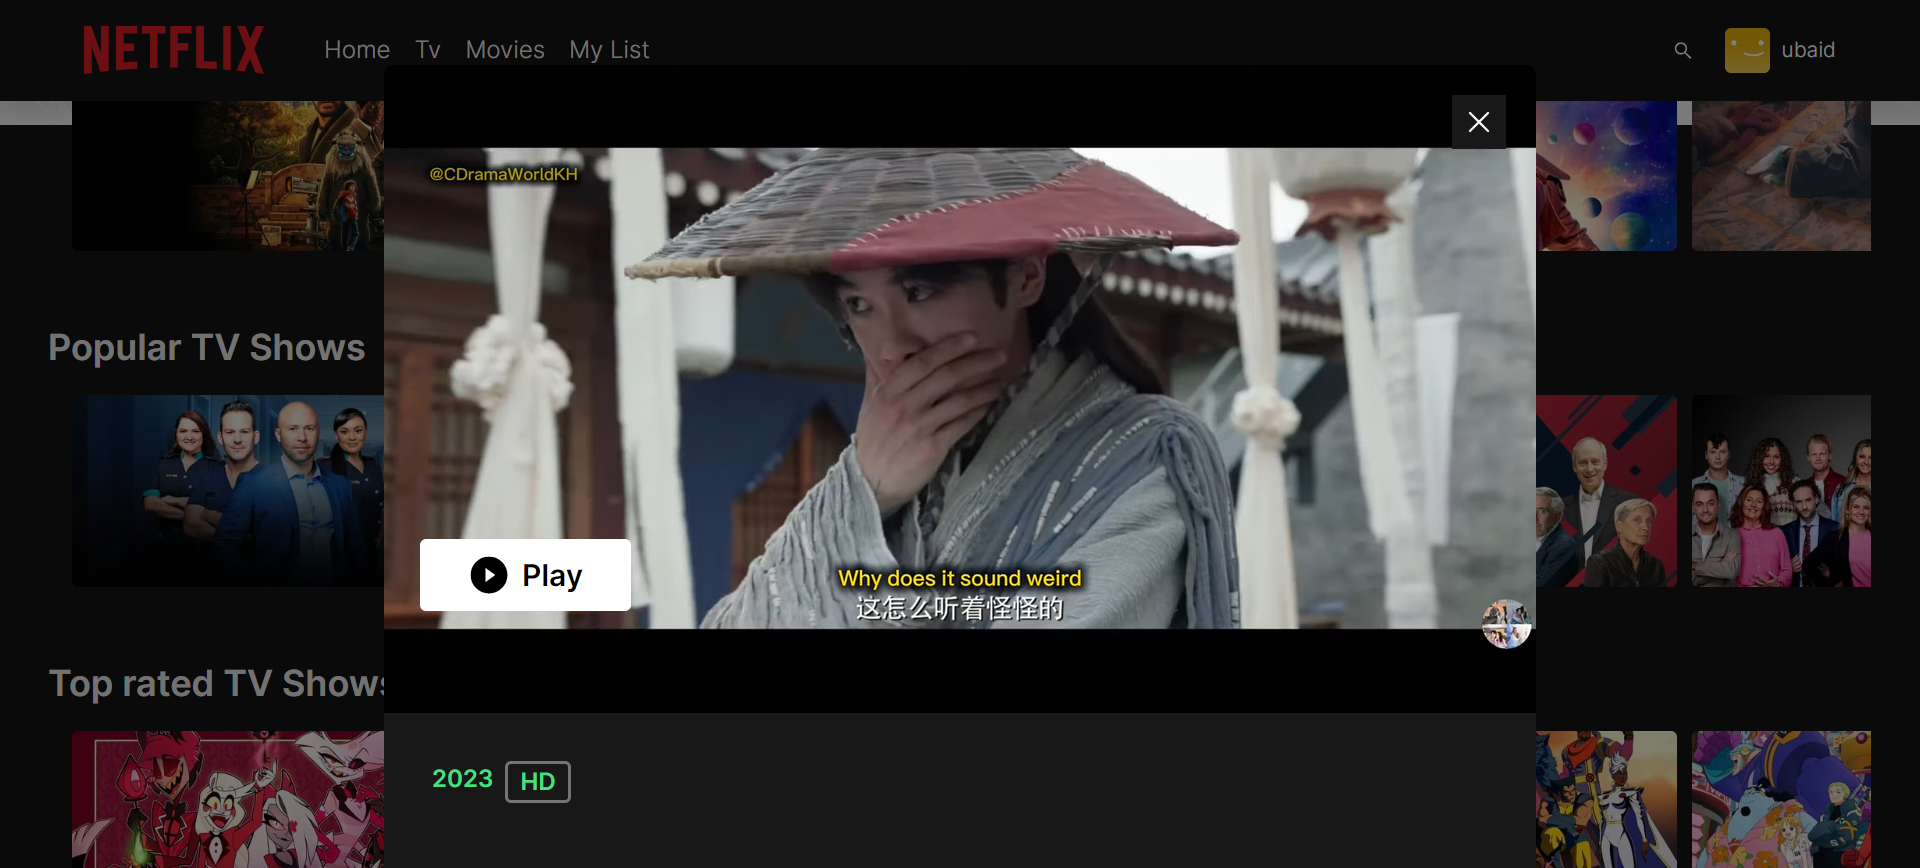 NETFLIX
Home Tv Movies My List
ubaid
@CDramaWorldKH
Popular TV Shows
Play
Why does it sound weird
这怎么听着怪怪的
Top rated TV Shows
2023 HD